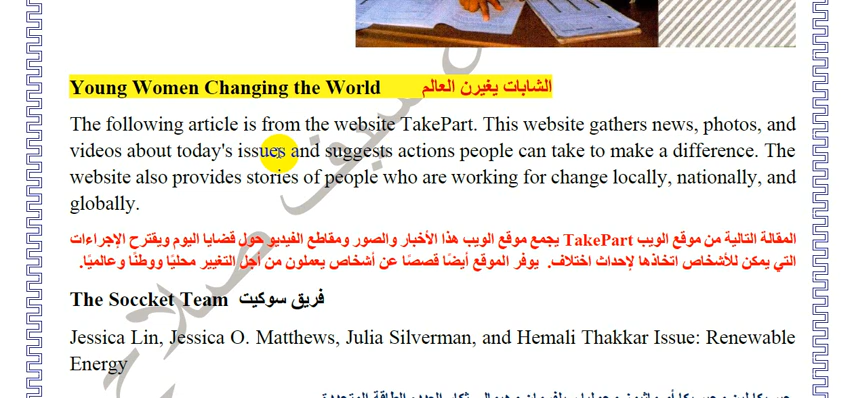 Young Women Changing the World الشابات يغيرن العالم
The following article is from the website TakePart. This website gathers news, photos, and
videos about today's issues and suggests actions people can take to make a difference. The
website also provides stories of people who are working for change locally, nationally, and
globally.
المقالة التالية من موقع الويب TakePart يجمع موقع الويب هذا الأخبار والصور ومقاطع الفيديو حول قضايا اليوم ويقترح الإجراءات
التي يمكن للأشخاص اتخاذها لإحداث اختلاف. يوفر الموقع أيضًا قصصًا عن أشخاص يعملون من أجل التغيير محليًا ووطنًا وعالميًا.
The Soccket Team فريق سوكيت
Jessica Lin, Jessica O. Matthews, Julia Silverman, and Hemali Thakkar Issue: Renewable
Energy